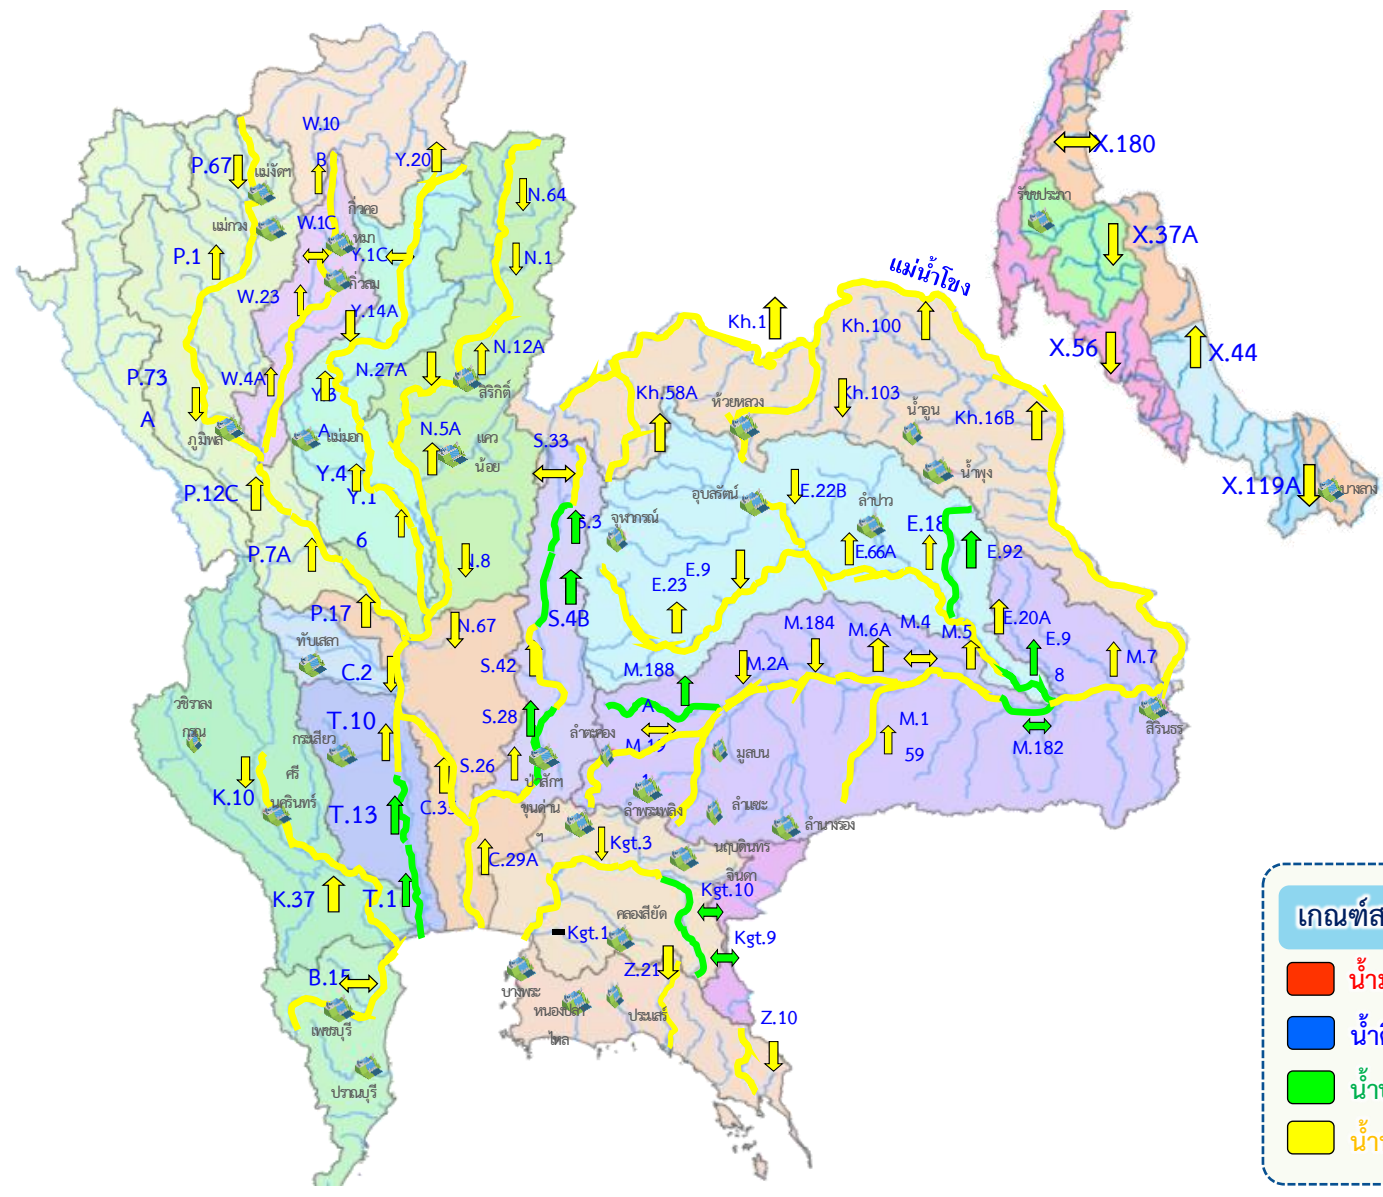 W.10
B
Y.20
P.67
แม่งัดฯ
N.64
X.180
รัชชประภา
กิ่วคอ
หมา
W.1C
แม่กวง
P.1
Y.1C
N.1
X.37A
กิ่วลม
แม่น้ำโขง
W.23
Y.14A
Kh.1
Kh.100
N.12A
X.56
X.44
N.27A
P.73
A
W.4A
Y.3
A
สิริกิติ์
Kh.58A
ห้วยหลวง
Kh.103
น้ำอูน
Kh.16B
ภูมิพล
แม่มอก
N.5A
แคว
น้อย
S.33
Y.4
น้ำพุง
X.119A
บางลาง
P.12C
Y.1
6
อุบลรัตน์
E.22B
จุฬาภรณ์
ลำปาว
S.3
E.18
P.7A
N.8
E.9
E.66A
E.92
E.23
P.17
N.67
S.4B
M.184
M.6A
M.4
M.5
E.20A
E.9
8
ทับเสลา
C.2
S.42
M.188
A
M.2A
M.7
วชิราลง
กรณ
T.10
S.28
ลำตะคอง
M.1
59
สิรินธร
กระเสียว
M.19
1
มูลบน
M.182
ศรี
นครินทร์
K.10
S.26
ป่าสักฯ
T.13
C.35
ขุนด่าน
ฯ
ลำพระเพลิง
ลำแชะ
ลำนางรอง
Kgt.3
นฤบดินทร
จินดา
C.29A
K.37
T.1
Kgt.10
คลองสียัด
เกณฑ์ส
Kgt.1
Kgt.9
B.15
Z.21
บางพระ
หนองปลา
ไหล
ประแสร์
Z.10
เพชรบุรี
ปราณบุรี